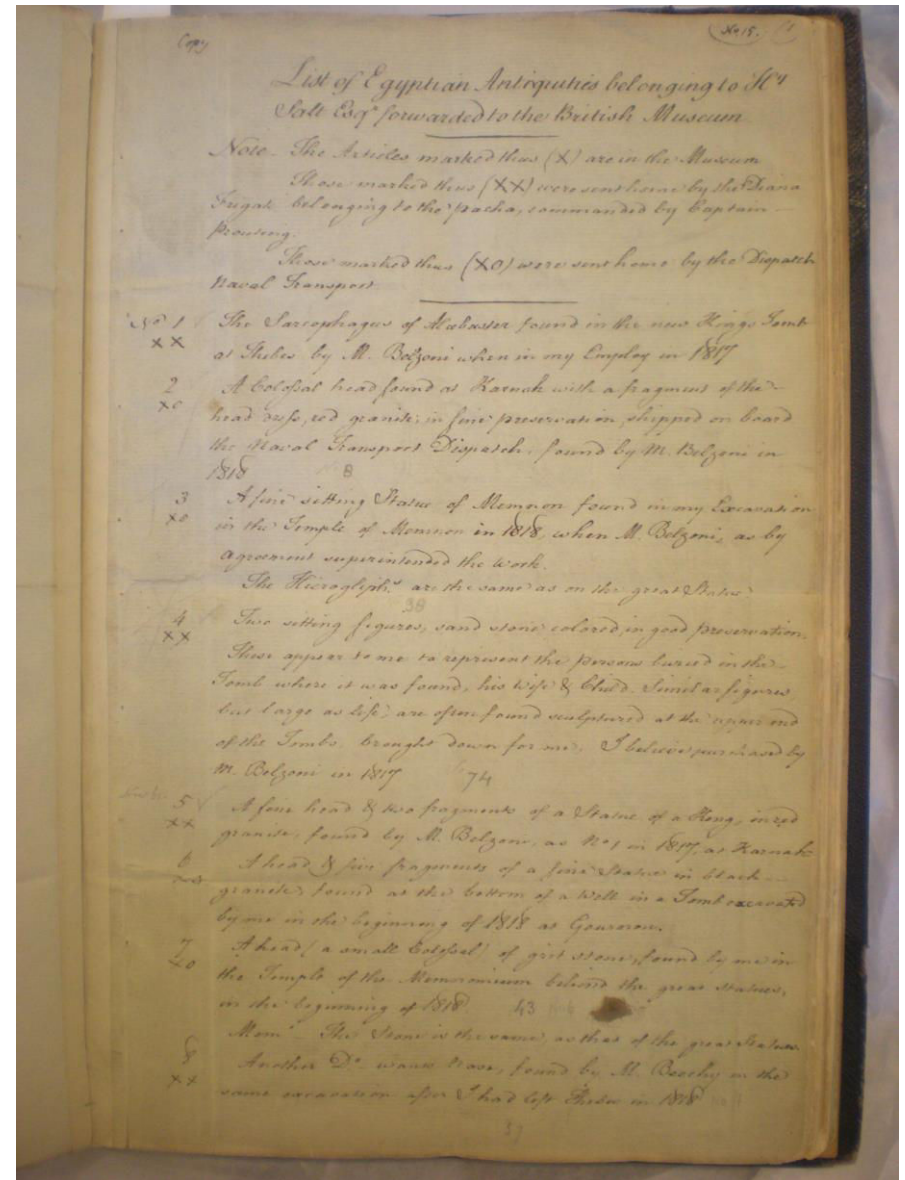 Copy
No 15.
List of Egyptian Antiquities belonging to Hy
Salt Esqr forwarded to the British Museum
Note - The Articles marked thus (X) are in the Museum
Those marked thus (XX) were sent home by the Diana
Frigate belonging to the Pacha, commanded by Captain -
Prowing.
Those marked thus (XO) were sent home by the Dispatch
Naval Transport
No 1 The Sarcophagus of Alabaster found in the new Kings Tomb
XX at Thebes by M. Belzoni when in my Employ in 1817
2 A Colossal head found at Karnak with a fragment of the -
xo head dress, red granite, in fine preservation, shipped on board
the Naval Transport Dispatch. found by M. Belzoni in
1818 8
3 A fine sitting Statue of Memnon found in my Excavation
xo in the Temple of Memnon in 1818, when M. Belzoni, as by
agreement superintended the work.
The Hieroglyphs are the same as on the great Statue
38
4 Two sitting figures, sand stone, colored in good preservation.
XX These appear to me to represent the persons buried in the -
Tomb where it was found, his Wife & Child. Similar figures
but large as life, are often found sculptured at the upper end
of the Tombs. brought down for me. I believe purchased by
M. Belzoni in 1817 74
5 A fine head & two fragments of a Statue of a King, in red
XX granite, found by M. Belzoni, as No 1 in 1817, at Karnak
6 A head & fragments of a fine Statue in black -
granite found at the bottom of a Well in a Tomb excavated
by me in the beginning of 1818 at Gournou.
7 A head (a small Colossal) of grit stone, found by me in
XO the Temple of the Memnonium behind the great statues,
in the beginning of 1818. 43
Memo The Stone is the same, as that of the great Statues
8 Another Do found by M. Beechy in the
XX same excavation after I had left Thebes in 1818
37